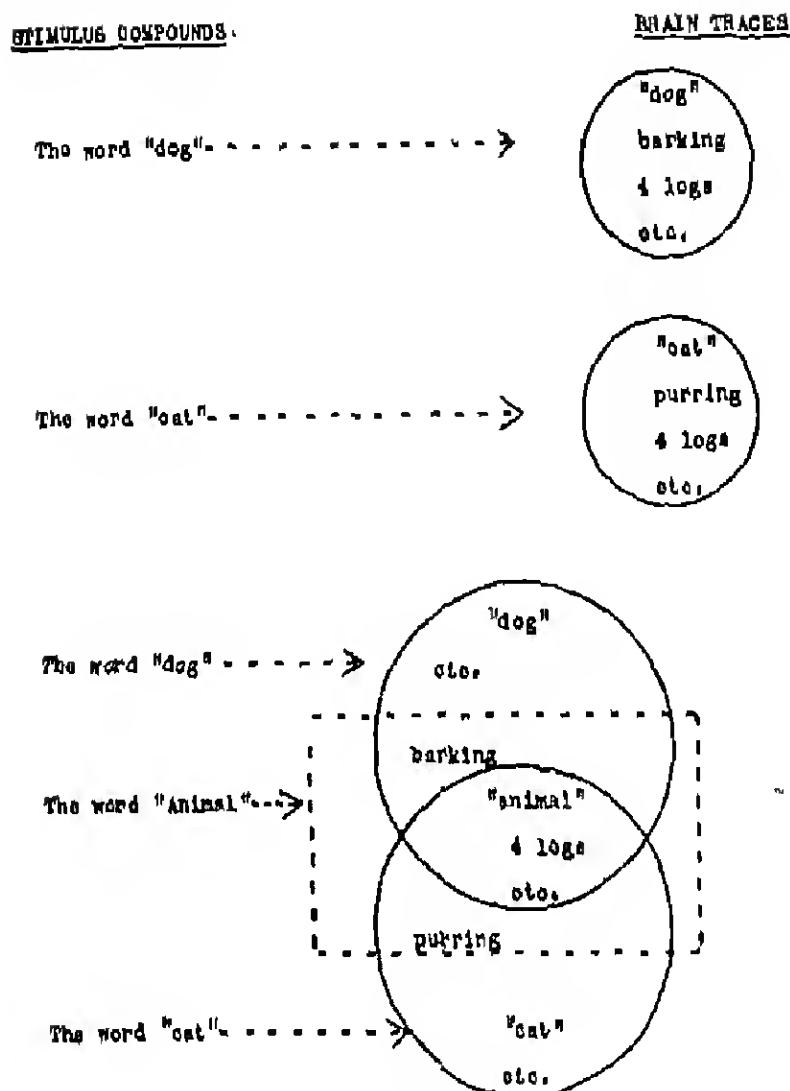 STIMULUS COMPOUNDS.
BRAIN TRACES
The word "dog"
"dog"
barking
4 legs
etc.
The word "cat"
"cat"
purring
4 legs
etc.
The word "dog"
"dog"
etc.
barking
The word "Animal"
"animal"
4 legs
etc.
purring
The word "cat"
"cat"
etc.